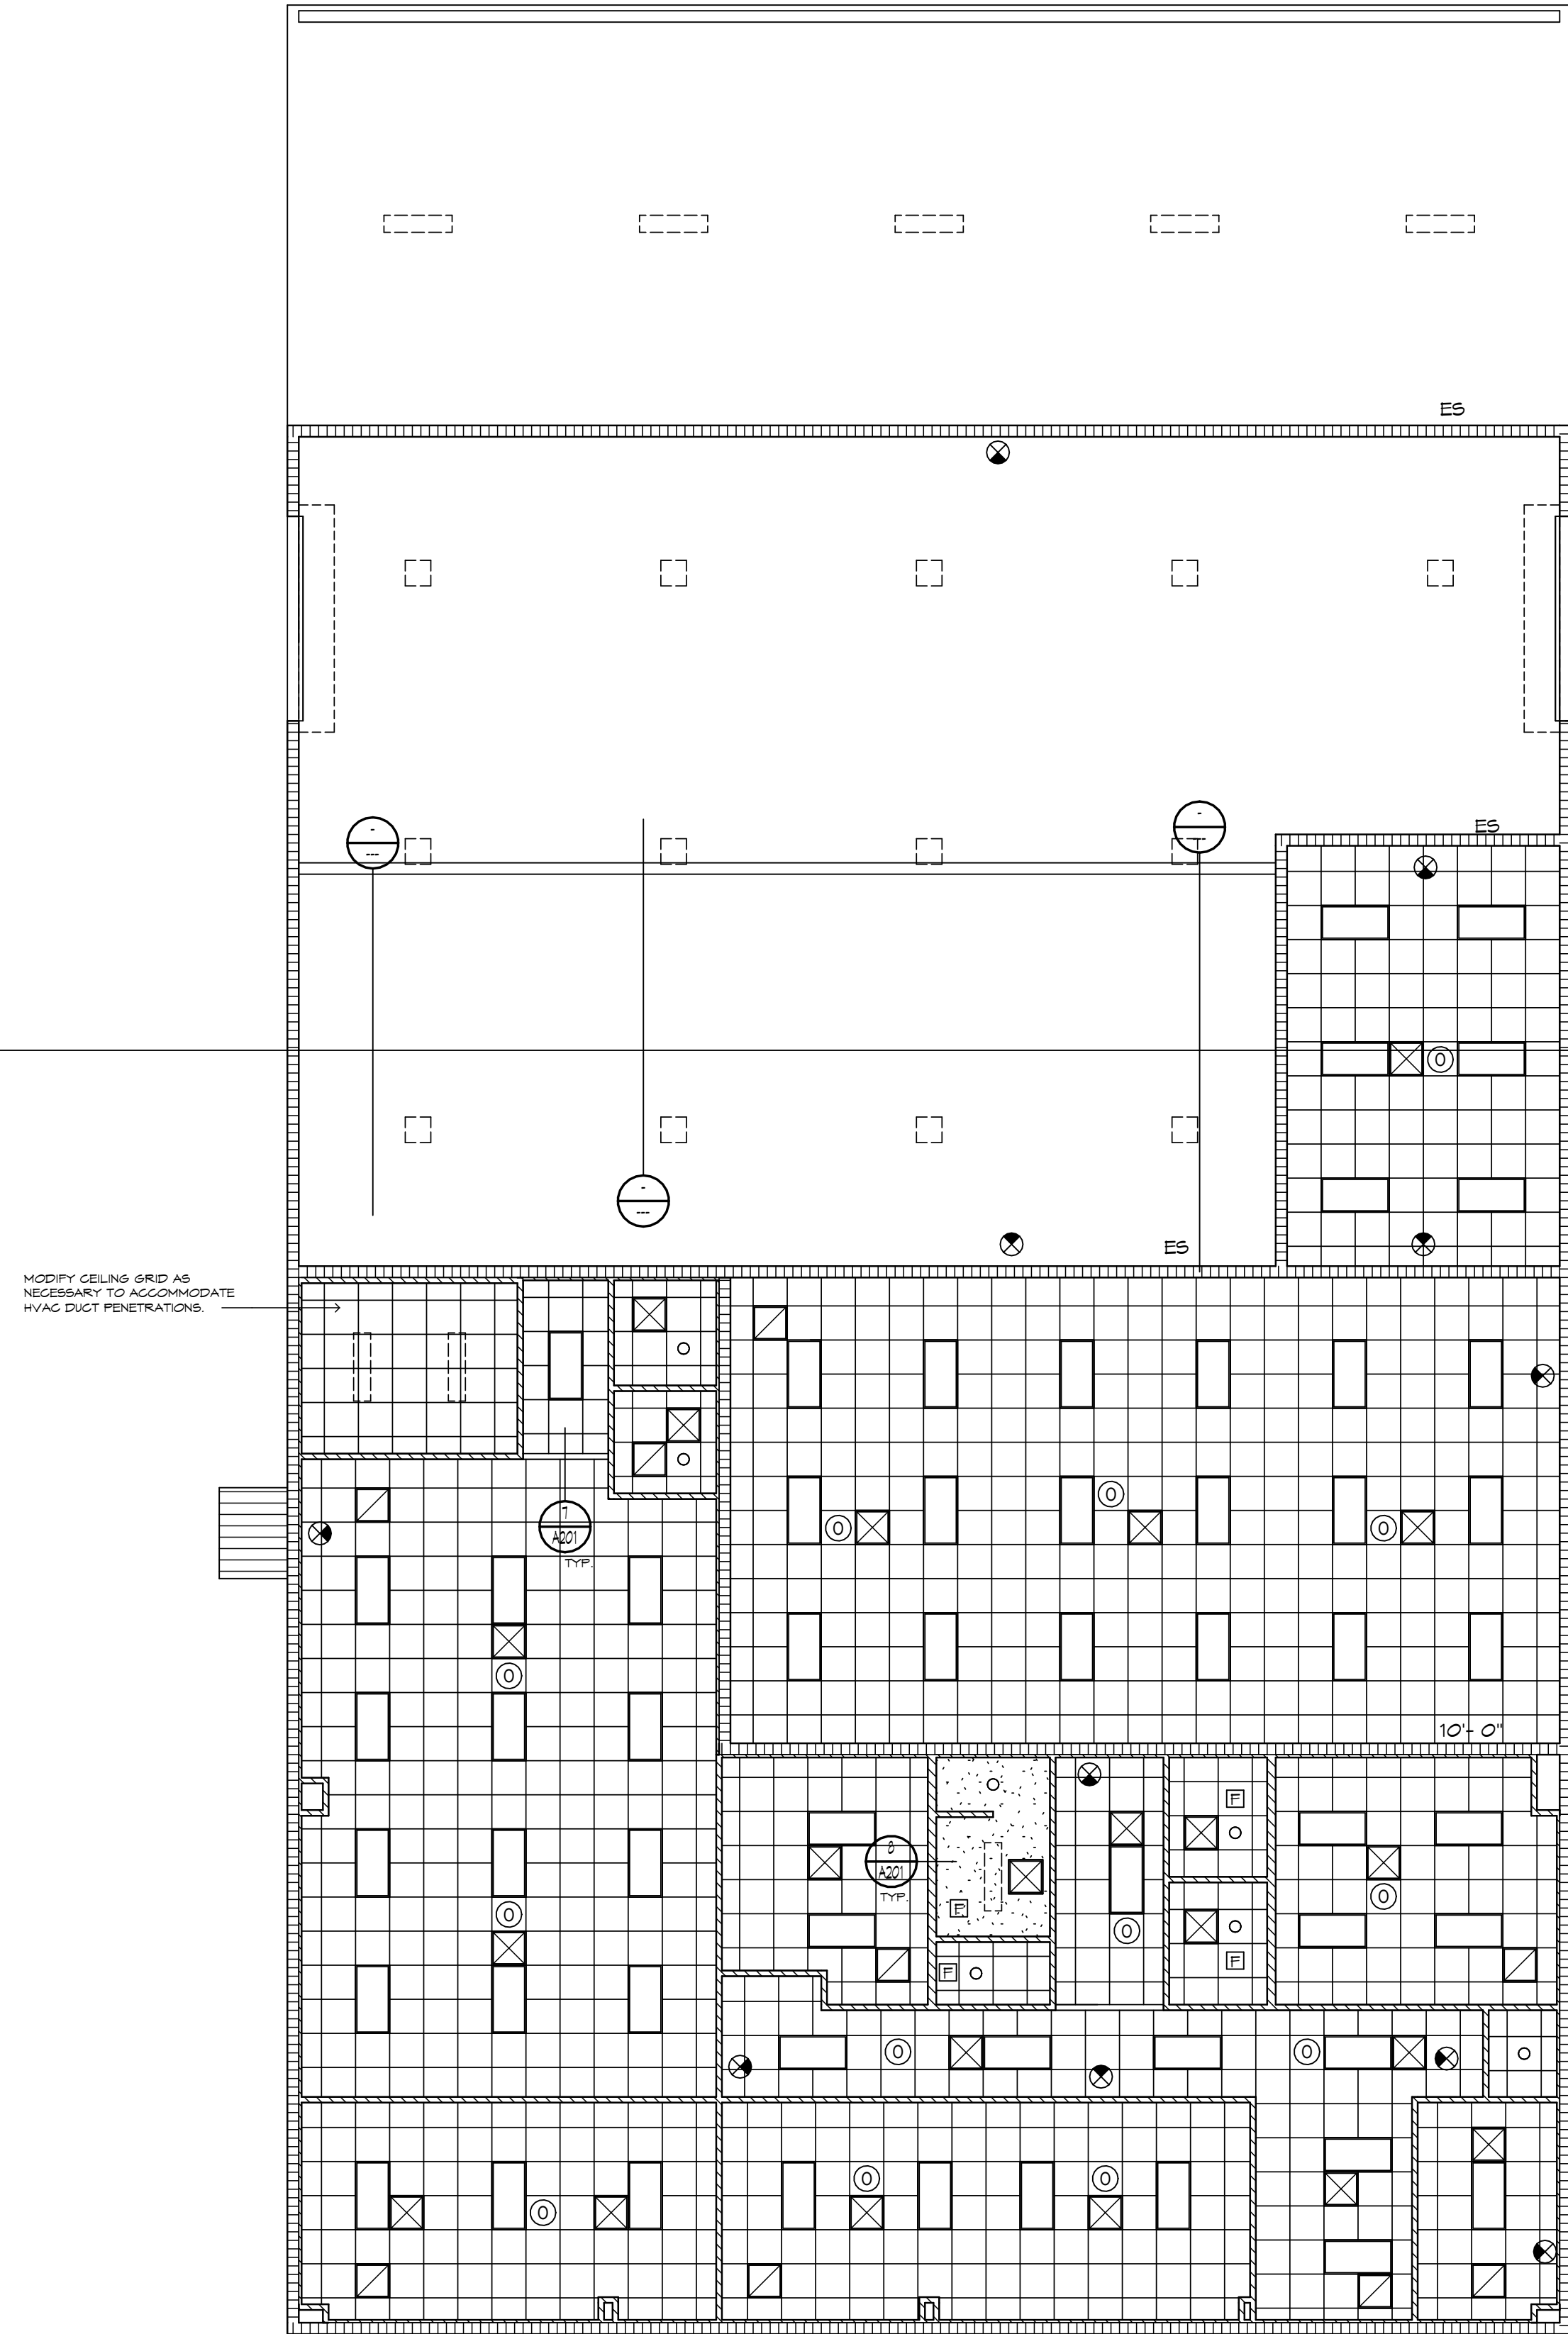 ES
-
---
-
ES
-
---
ES
MODIFY CEILING GRID AS
NECESSARY TO ACCOMMODATE
HVAC DUCT PENETRATIONS.
O
O
O
O
7
A201
TYP.
O
10'- 0"
F
8
A201
TYP.
P
O
O
O
F
F
O
O
O
O
O